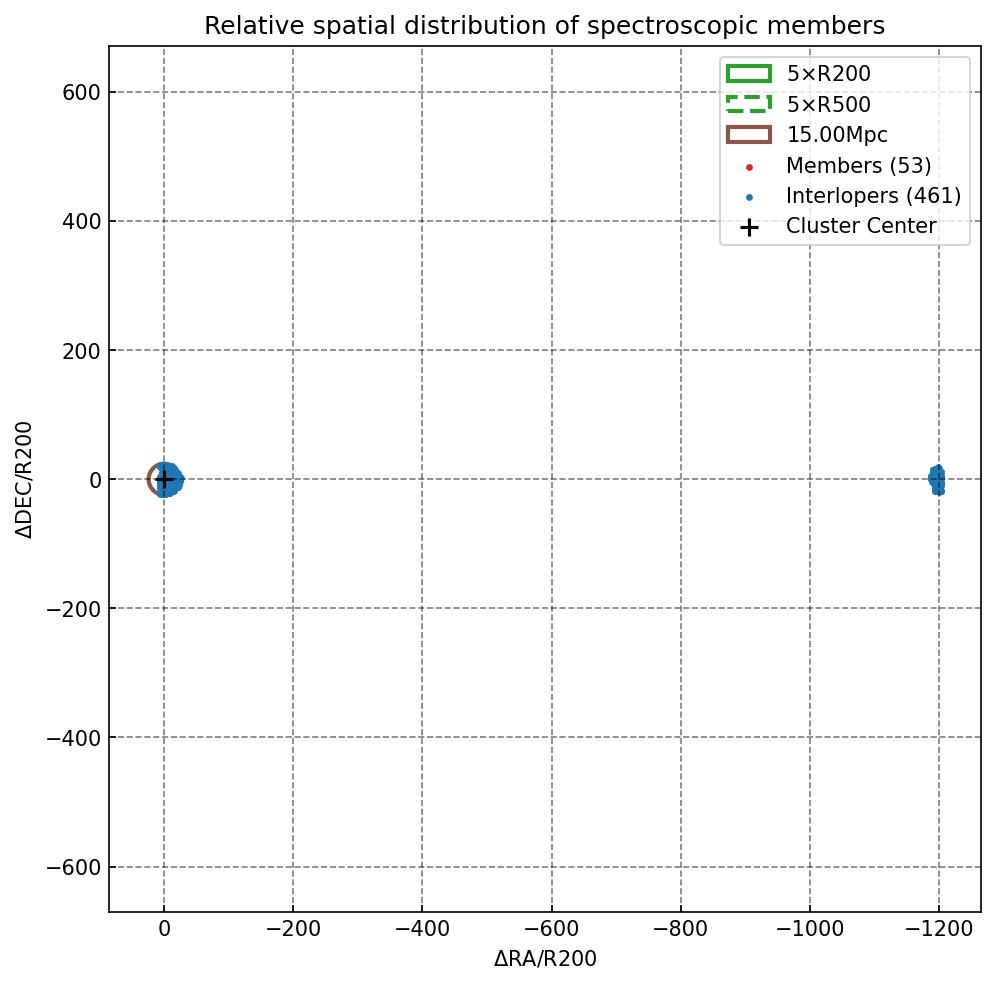 Relative spatial distribution of spectroscopic members
5×R200
5×R500
15.00Mpc
Members (53)
Interlopers (461)
Cluster Center
600
400
200
0
−200
−400
−600
ΔDEC/R200
0
−200
−400
−600
−800
−1000
−1200
ΔRA/R200